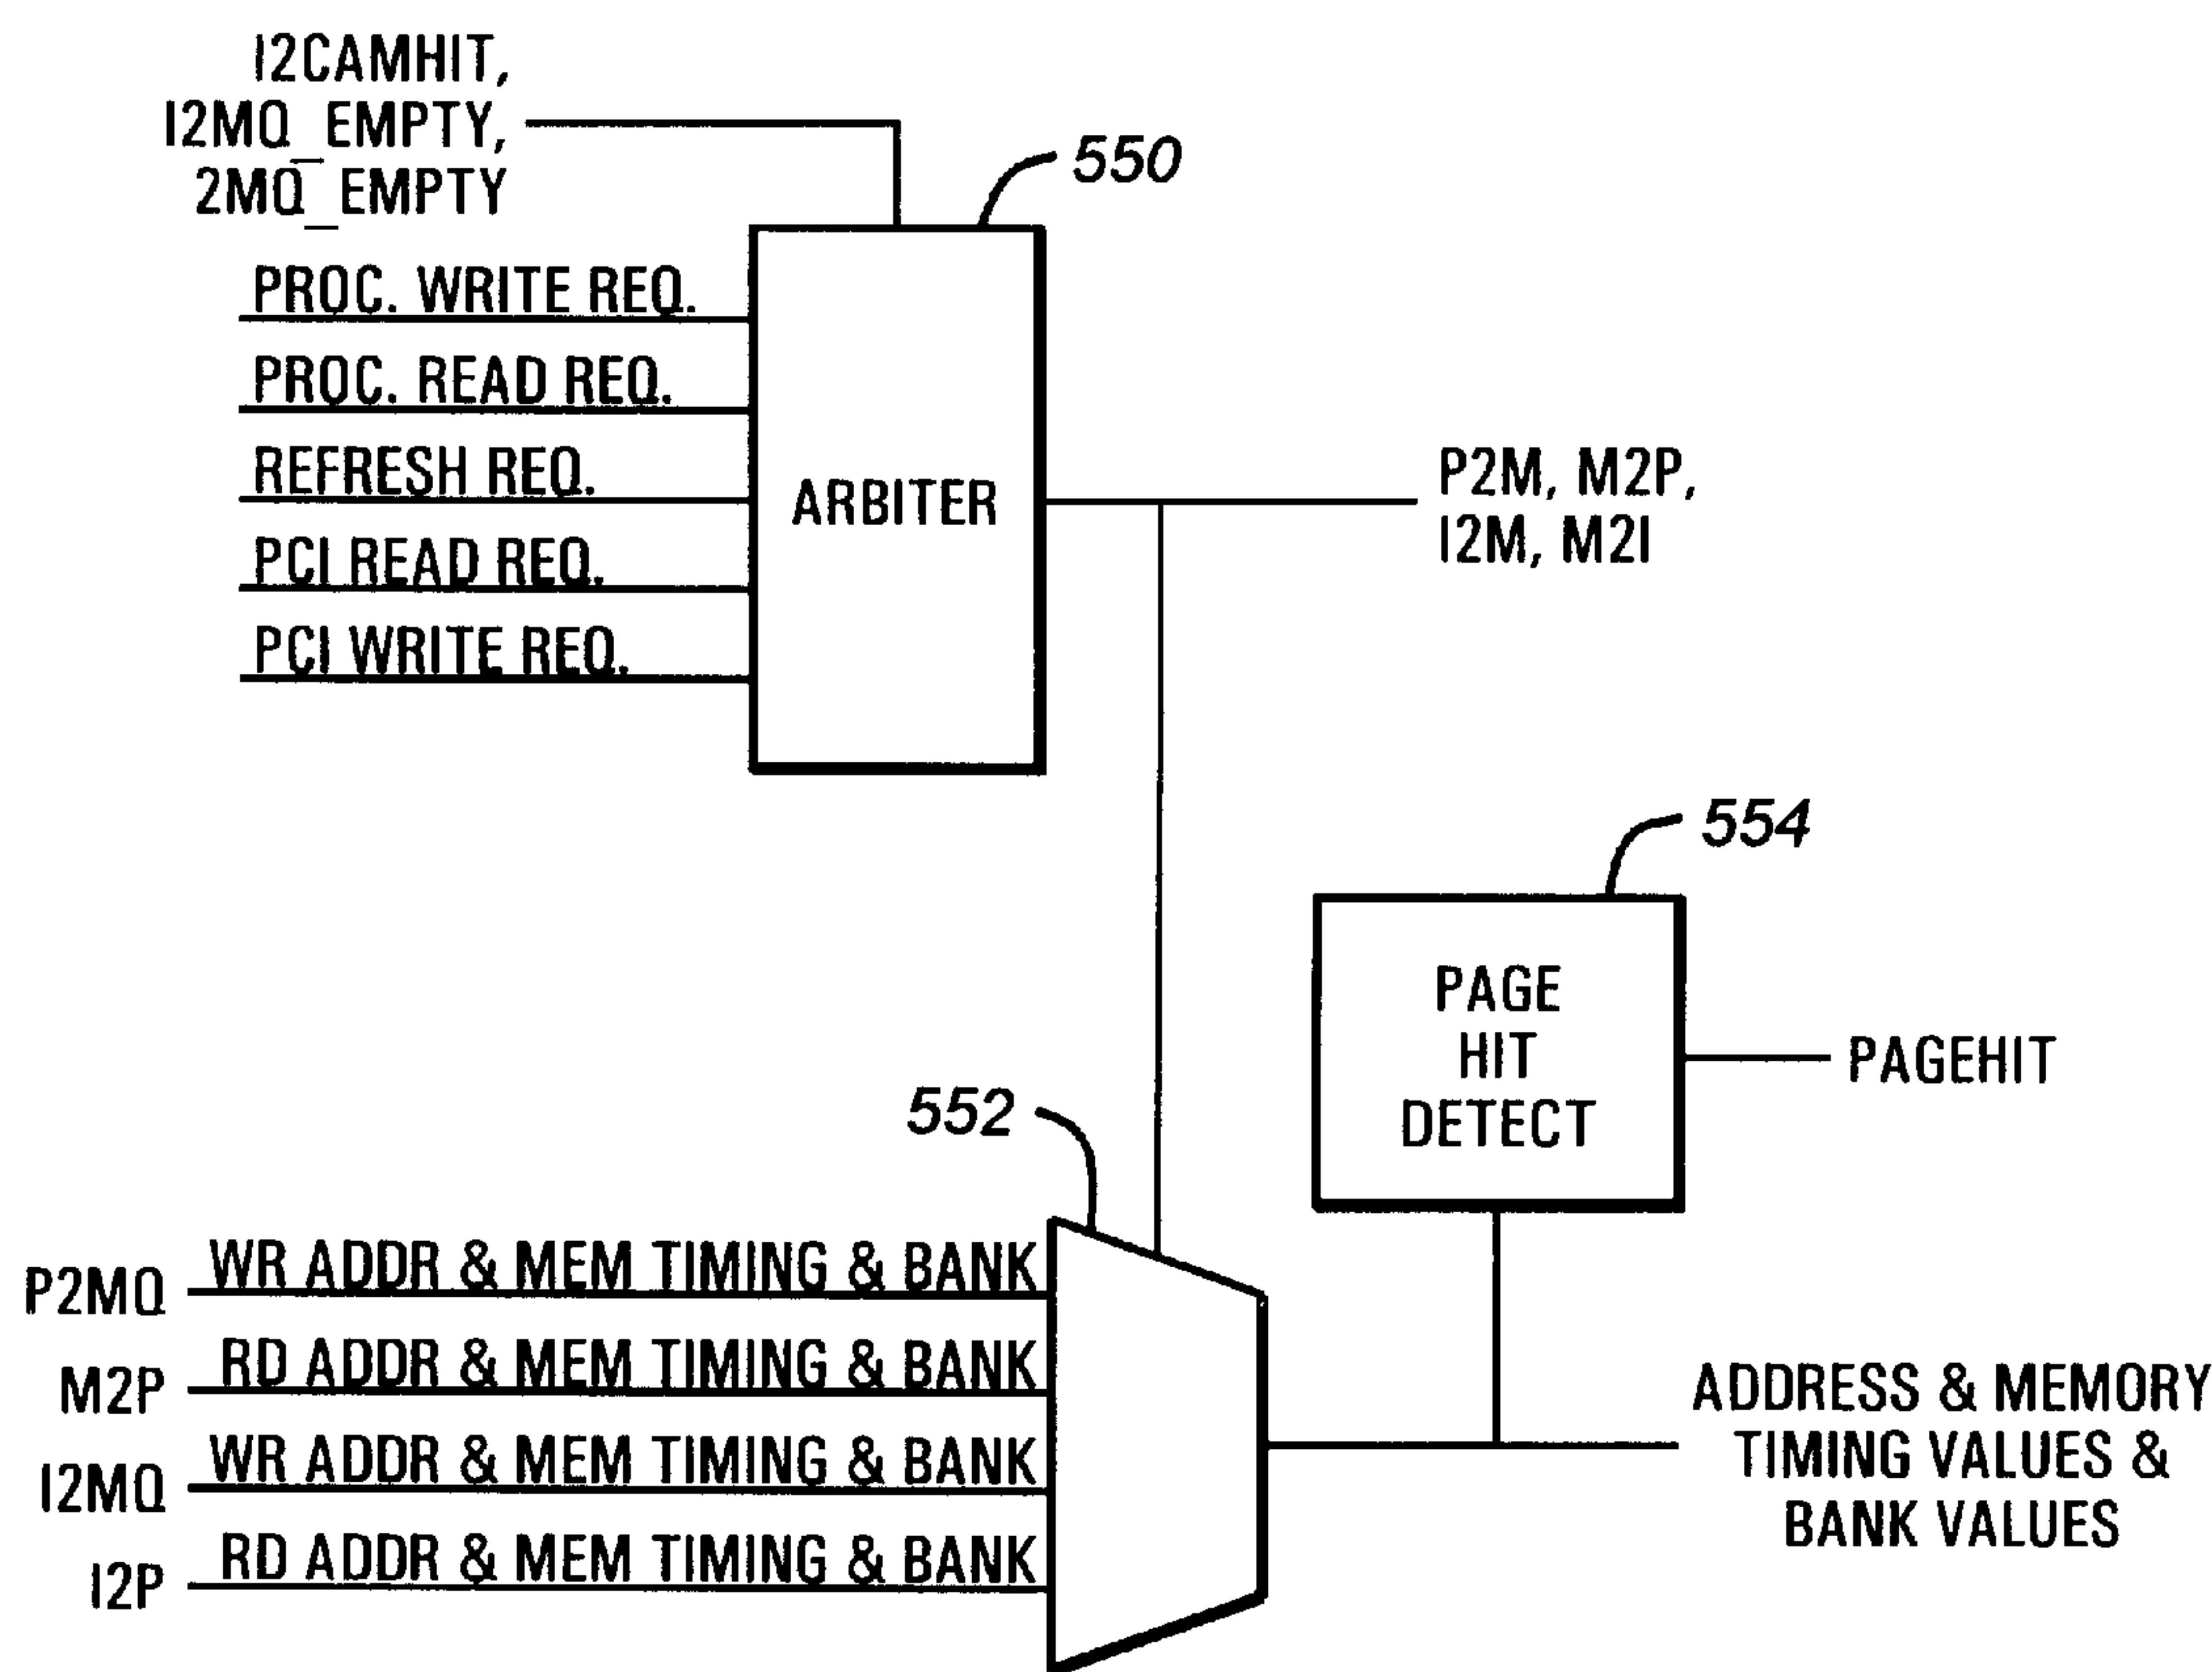 I2CAMHIT,
I2MQ_EMPTY,
2MQ_EMPTY
550
PROC. WRITE REQ.
PROC. READ REQ.
REFRESH REQ.
PCI READ REQ.
PCI WRITE REQ.
ARBITER
P2M, M2P,
I2M, M2I
554
PAGE
HIT
DETECT
PAGEHIT
552
P2MQ WR ADDR & MEM TIMING & BANK
M2P RD ADDR & MEM TIMING & BANK
I2MQ WR ADDR & MEM TIMING & BANK
I2P RD ADDR & MEM TIMING & BANK
ADDRESS & MEMORY
TIMING VALUES &
BANK VALUES